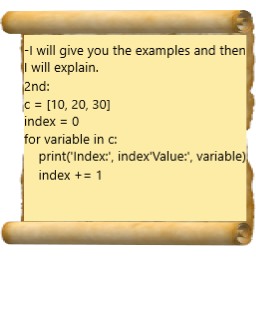 -I will give you the examples and then
I will explain.
2nd:
c = [10, 20, 30]
index = 0
for variable in c:
    print('Index:', index'Value:', variable)
    index += 1